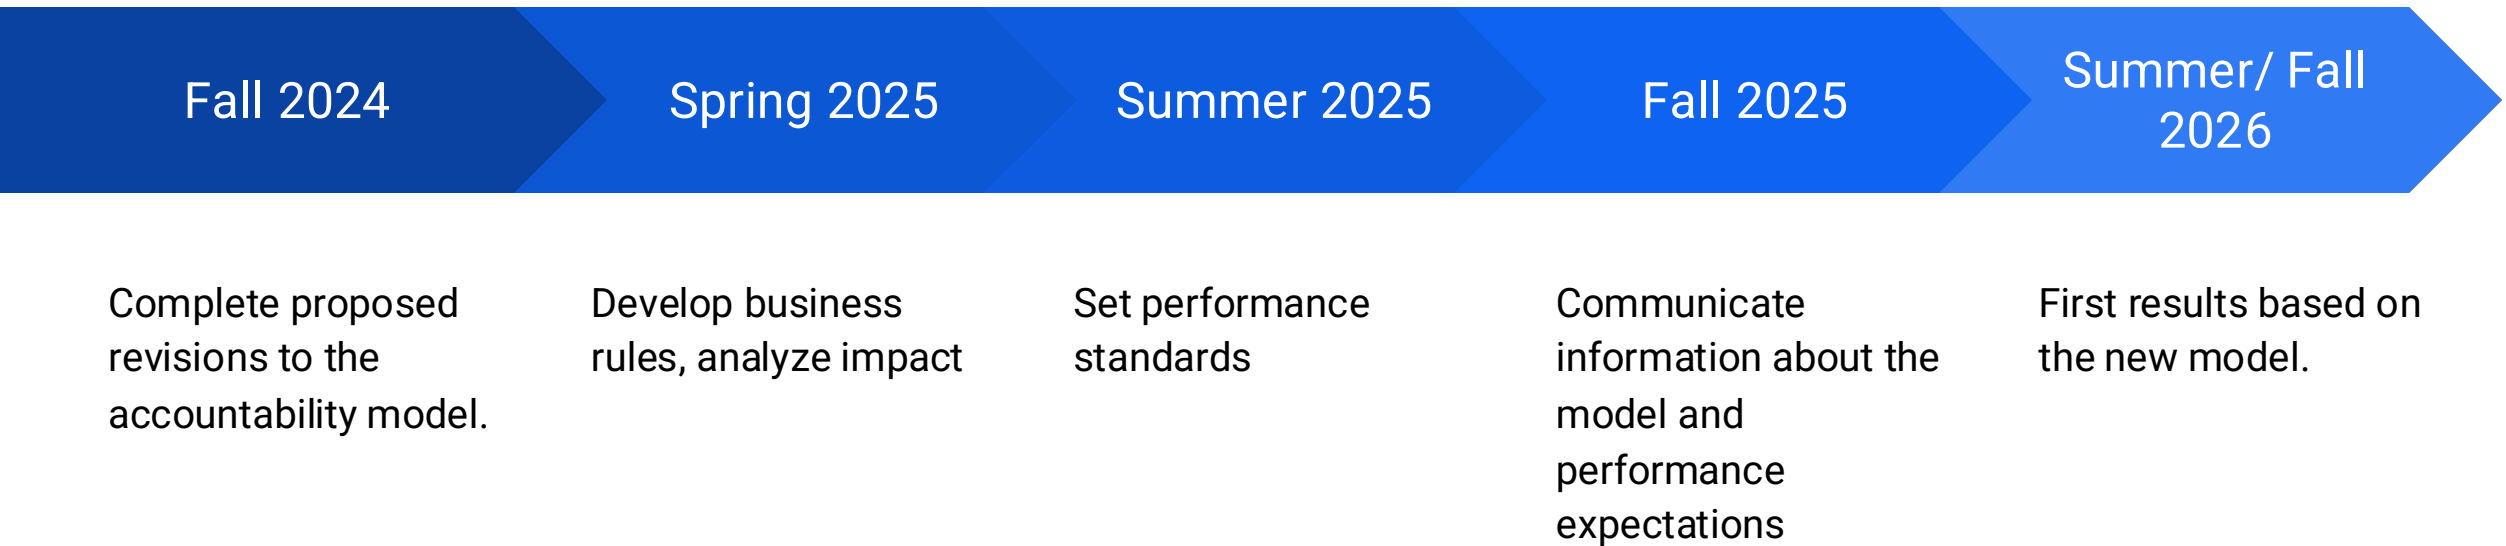 Fall 2024
Spring 2025
Summer 2025
Fall 2025
Summer/ Fall
2026
Complete proposed
revisions to the
accountability model.
Develop business
rules, analyze impact
Set performance
standards
Communicate
information about the
model and
performance
expectations
First results based on
the new model.